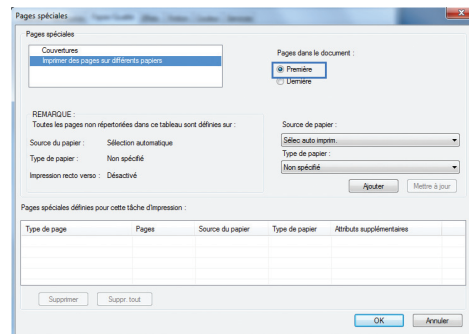 Pages spéciales
Pages spéciales
Couvertures
Imprimer des pages sur différents papiers
Pages dans le document :
Première
Dernière
REMARQUE :
Toutes les pages non répertoriées dans ce tableau sont définies sur :
Source du papier : Sélection automatique
Type de papier : Non spécifié
Impression recto verso : Désactivé
Source de papier :
Sélec auto imprim.
Type de papier :
Non spécifié
Ajouter Mettre à jour
Pages spéciales définies pour cette tâche d'impression :
Type de page Pages Source du papier Type de papier Attributs supplémentaires
Supprimer Suppr. tout
OK Annuler